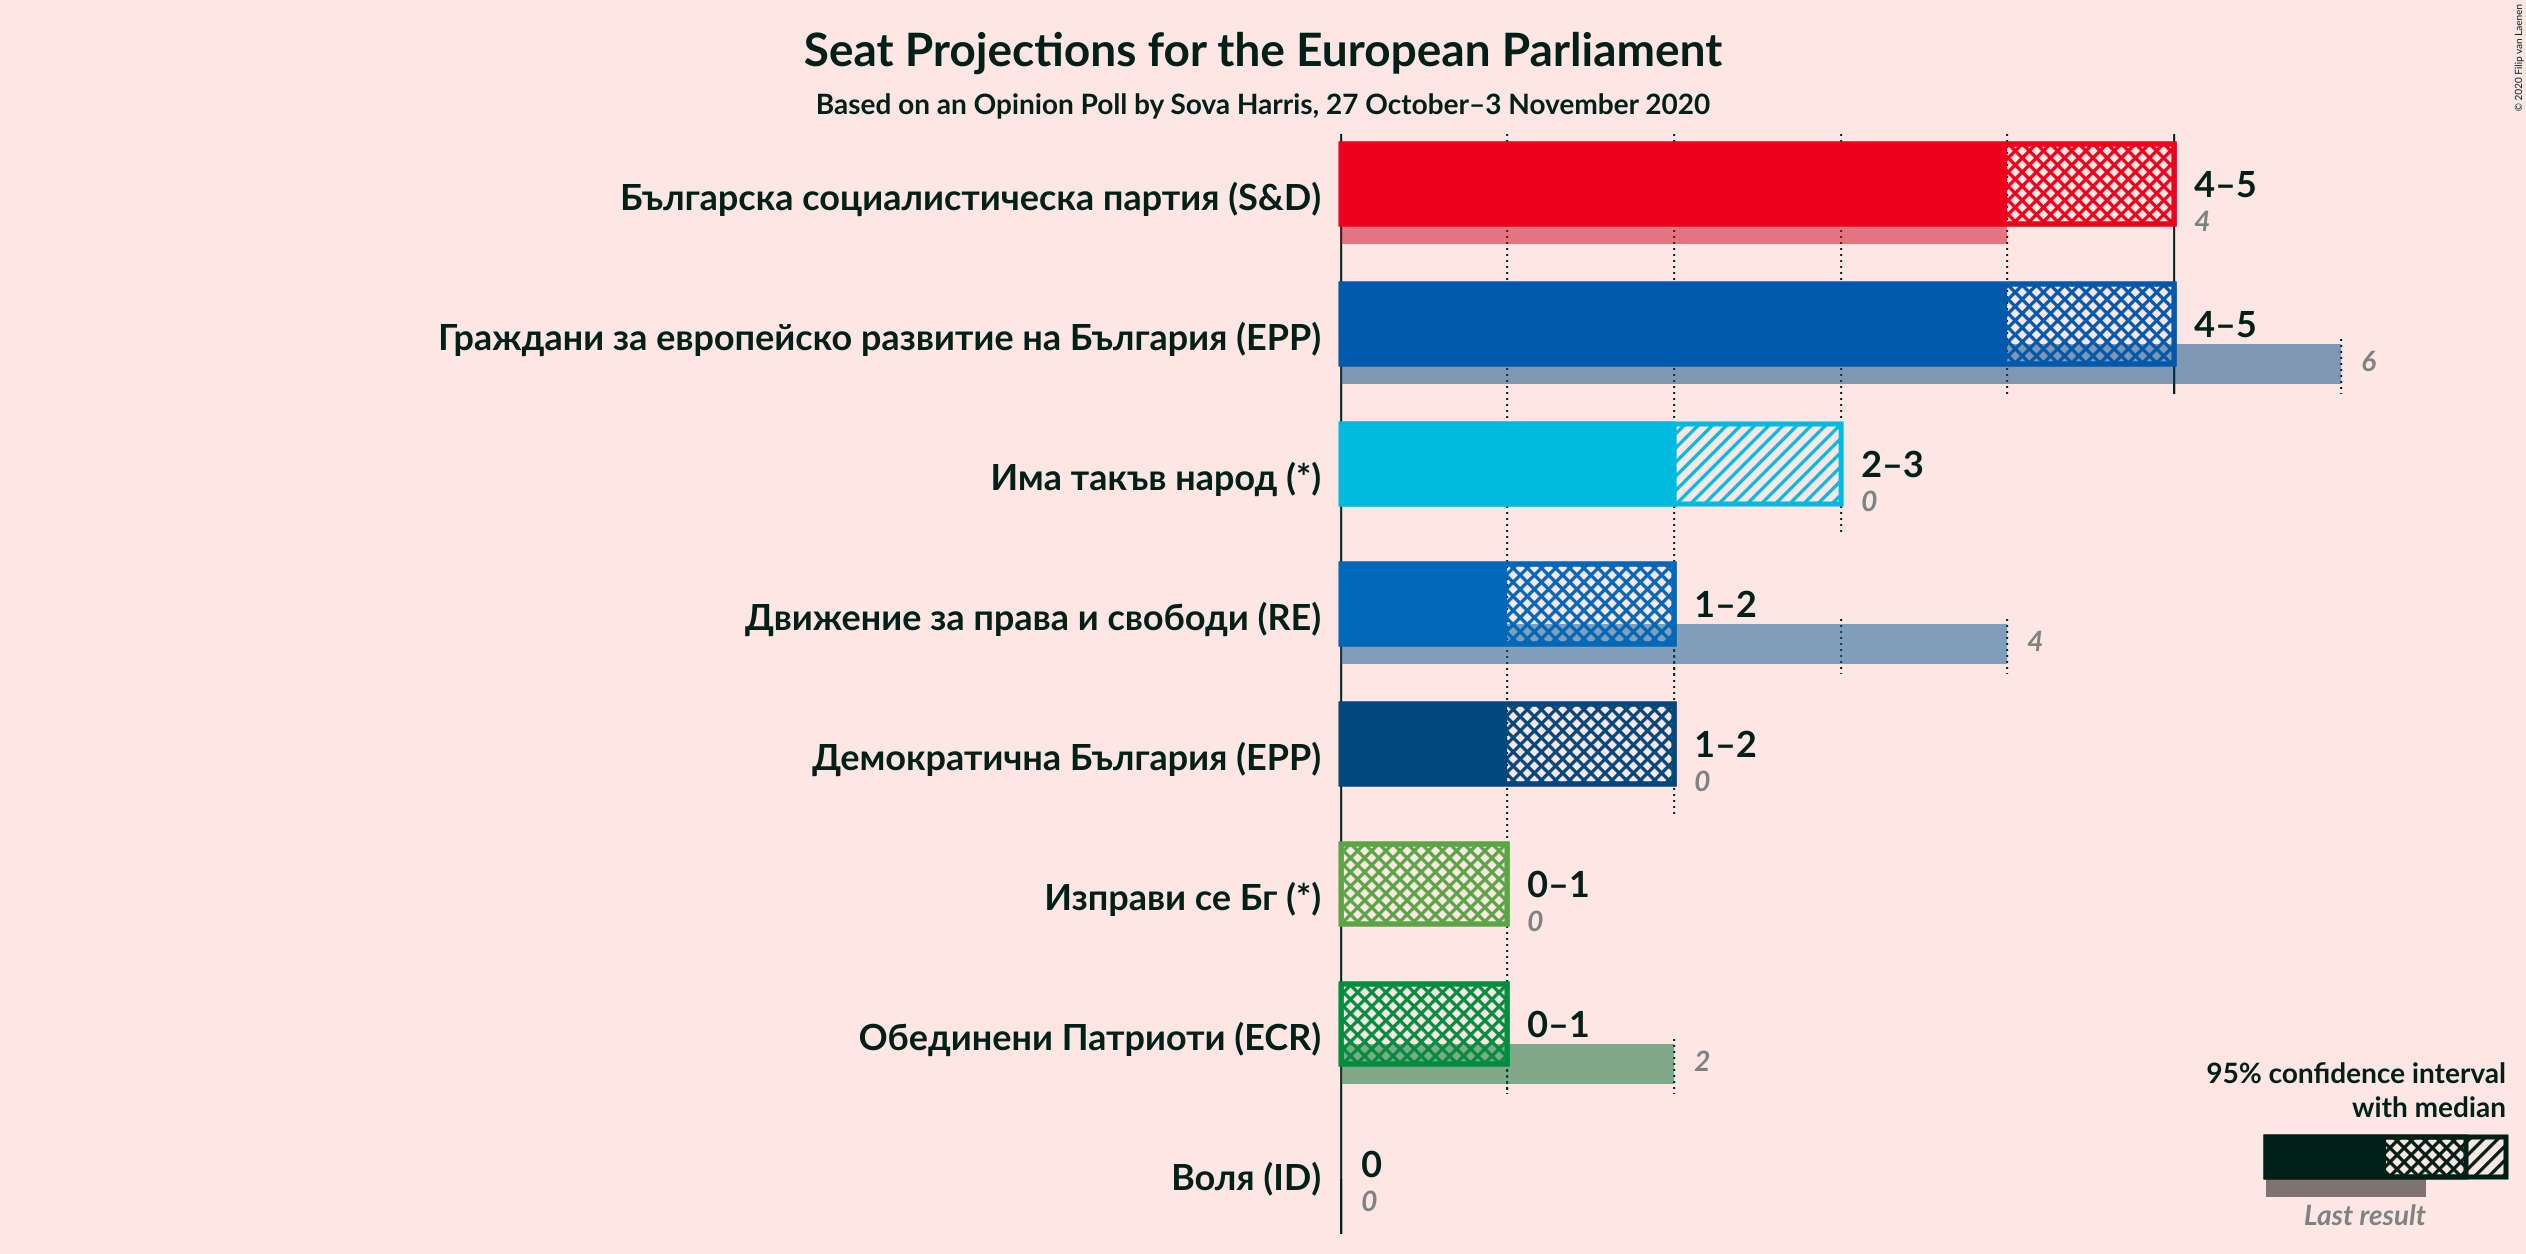 Seat Projections for the European Parliament
Based on an Opinion Poll by Sova Harris, 27 October–3 November 2020
© 2020 Filip van Laenen
Българска социалистическа партия (S&D)
4–5
4
Граждани за европейско развитие на България (EPP)
4–5
6
Има такъв народ (*)
2–3
0
Движение за права и свободи (RE)
1–2
4
Демократична България (EPP)
1–2
0
Изправи се Бг (*)
0–1
0
Обединени Патриоти (ECR)
0–1
2
Воля (ID)
0
0
95% confidence interval
with median
Last result